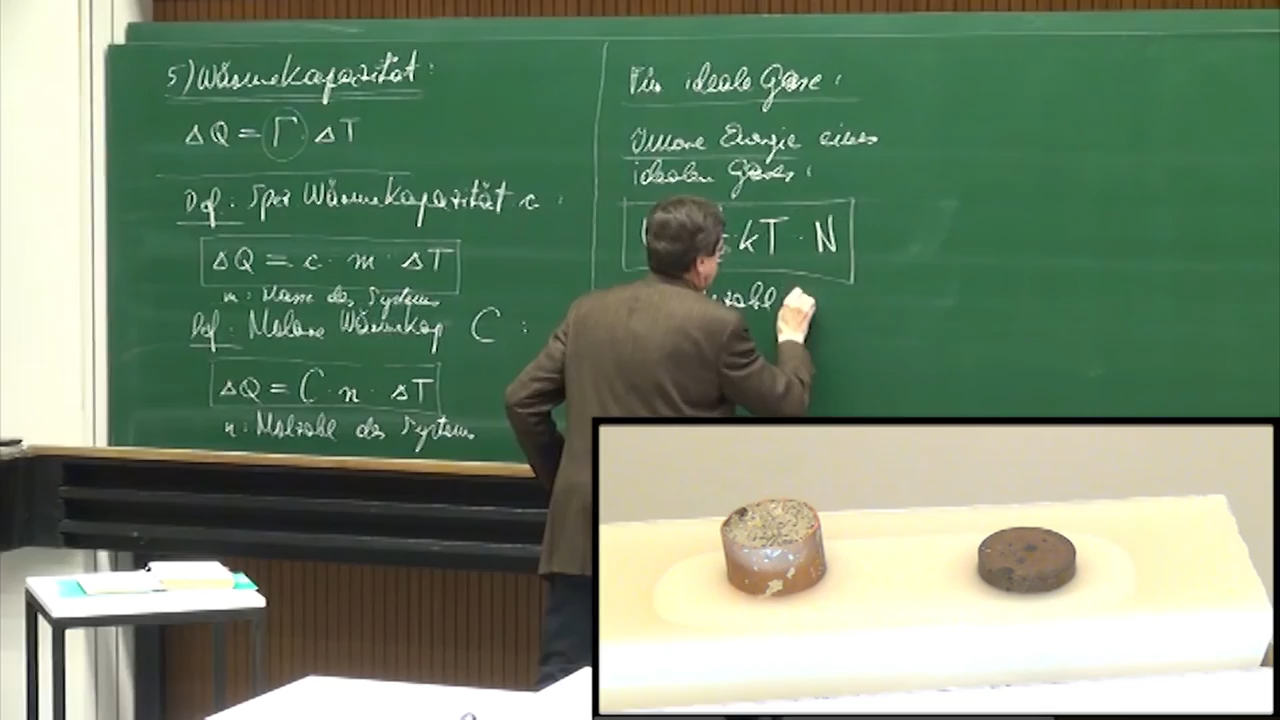 5) Wärmekapazität:
ΔQ = Γ · ΔT
Def.: Spez Wärmekapazität c :
ΔQ = c · m · ΔT
m: Masse des Systems
Def: Molare Wärmekap C :
ΔQ = C · n · ΔT
n: Molzahl des Systems
Für ideale Gase:
Innere Energie eines
idealen Gases:
· kT · N